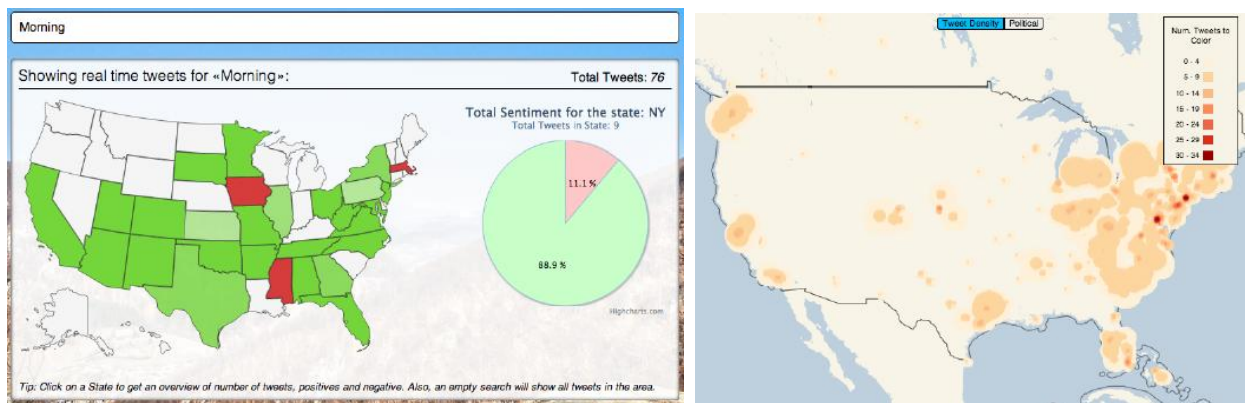 Morning
Showing real time tweets for «Morning»:
Total Tweets: 76
Total Sentiment for the state: NY
Total Tweets in State: 9
11.1 %
88.9 %
Highcharts.com
Tip: Click on a State to get an overview of number of tweets, positives and negative. Also, an empty search will show all tweets in the area.
Tweet Density Political
Num. Tweets to
Color
0 - 4
5 - 9
10 - 14
15 - 19
20 - 24
25 - 29
30 - 34